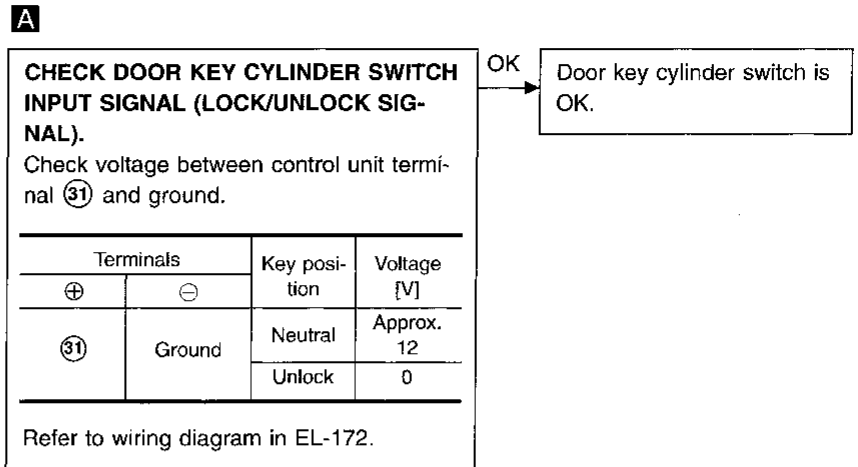 A
CHECK DOOR KEY CYLINDER SWITCH
INPUT SIGNAL (LOCK/UNLOCK SIG-
NAL).
Check voltage between control unit termi-
nal ㉛ and ground.
OK
Door key cylinder switch is
OK.
Terminals
Key posi-
tion
Voltage
[V]
⊕ ⊖
㉛ Ground
Neutral
Approx.
12
Unlock 0
Refer to wiring diagram in EL-172.